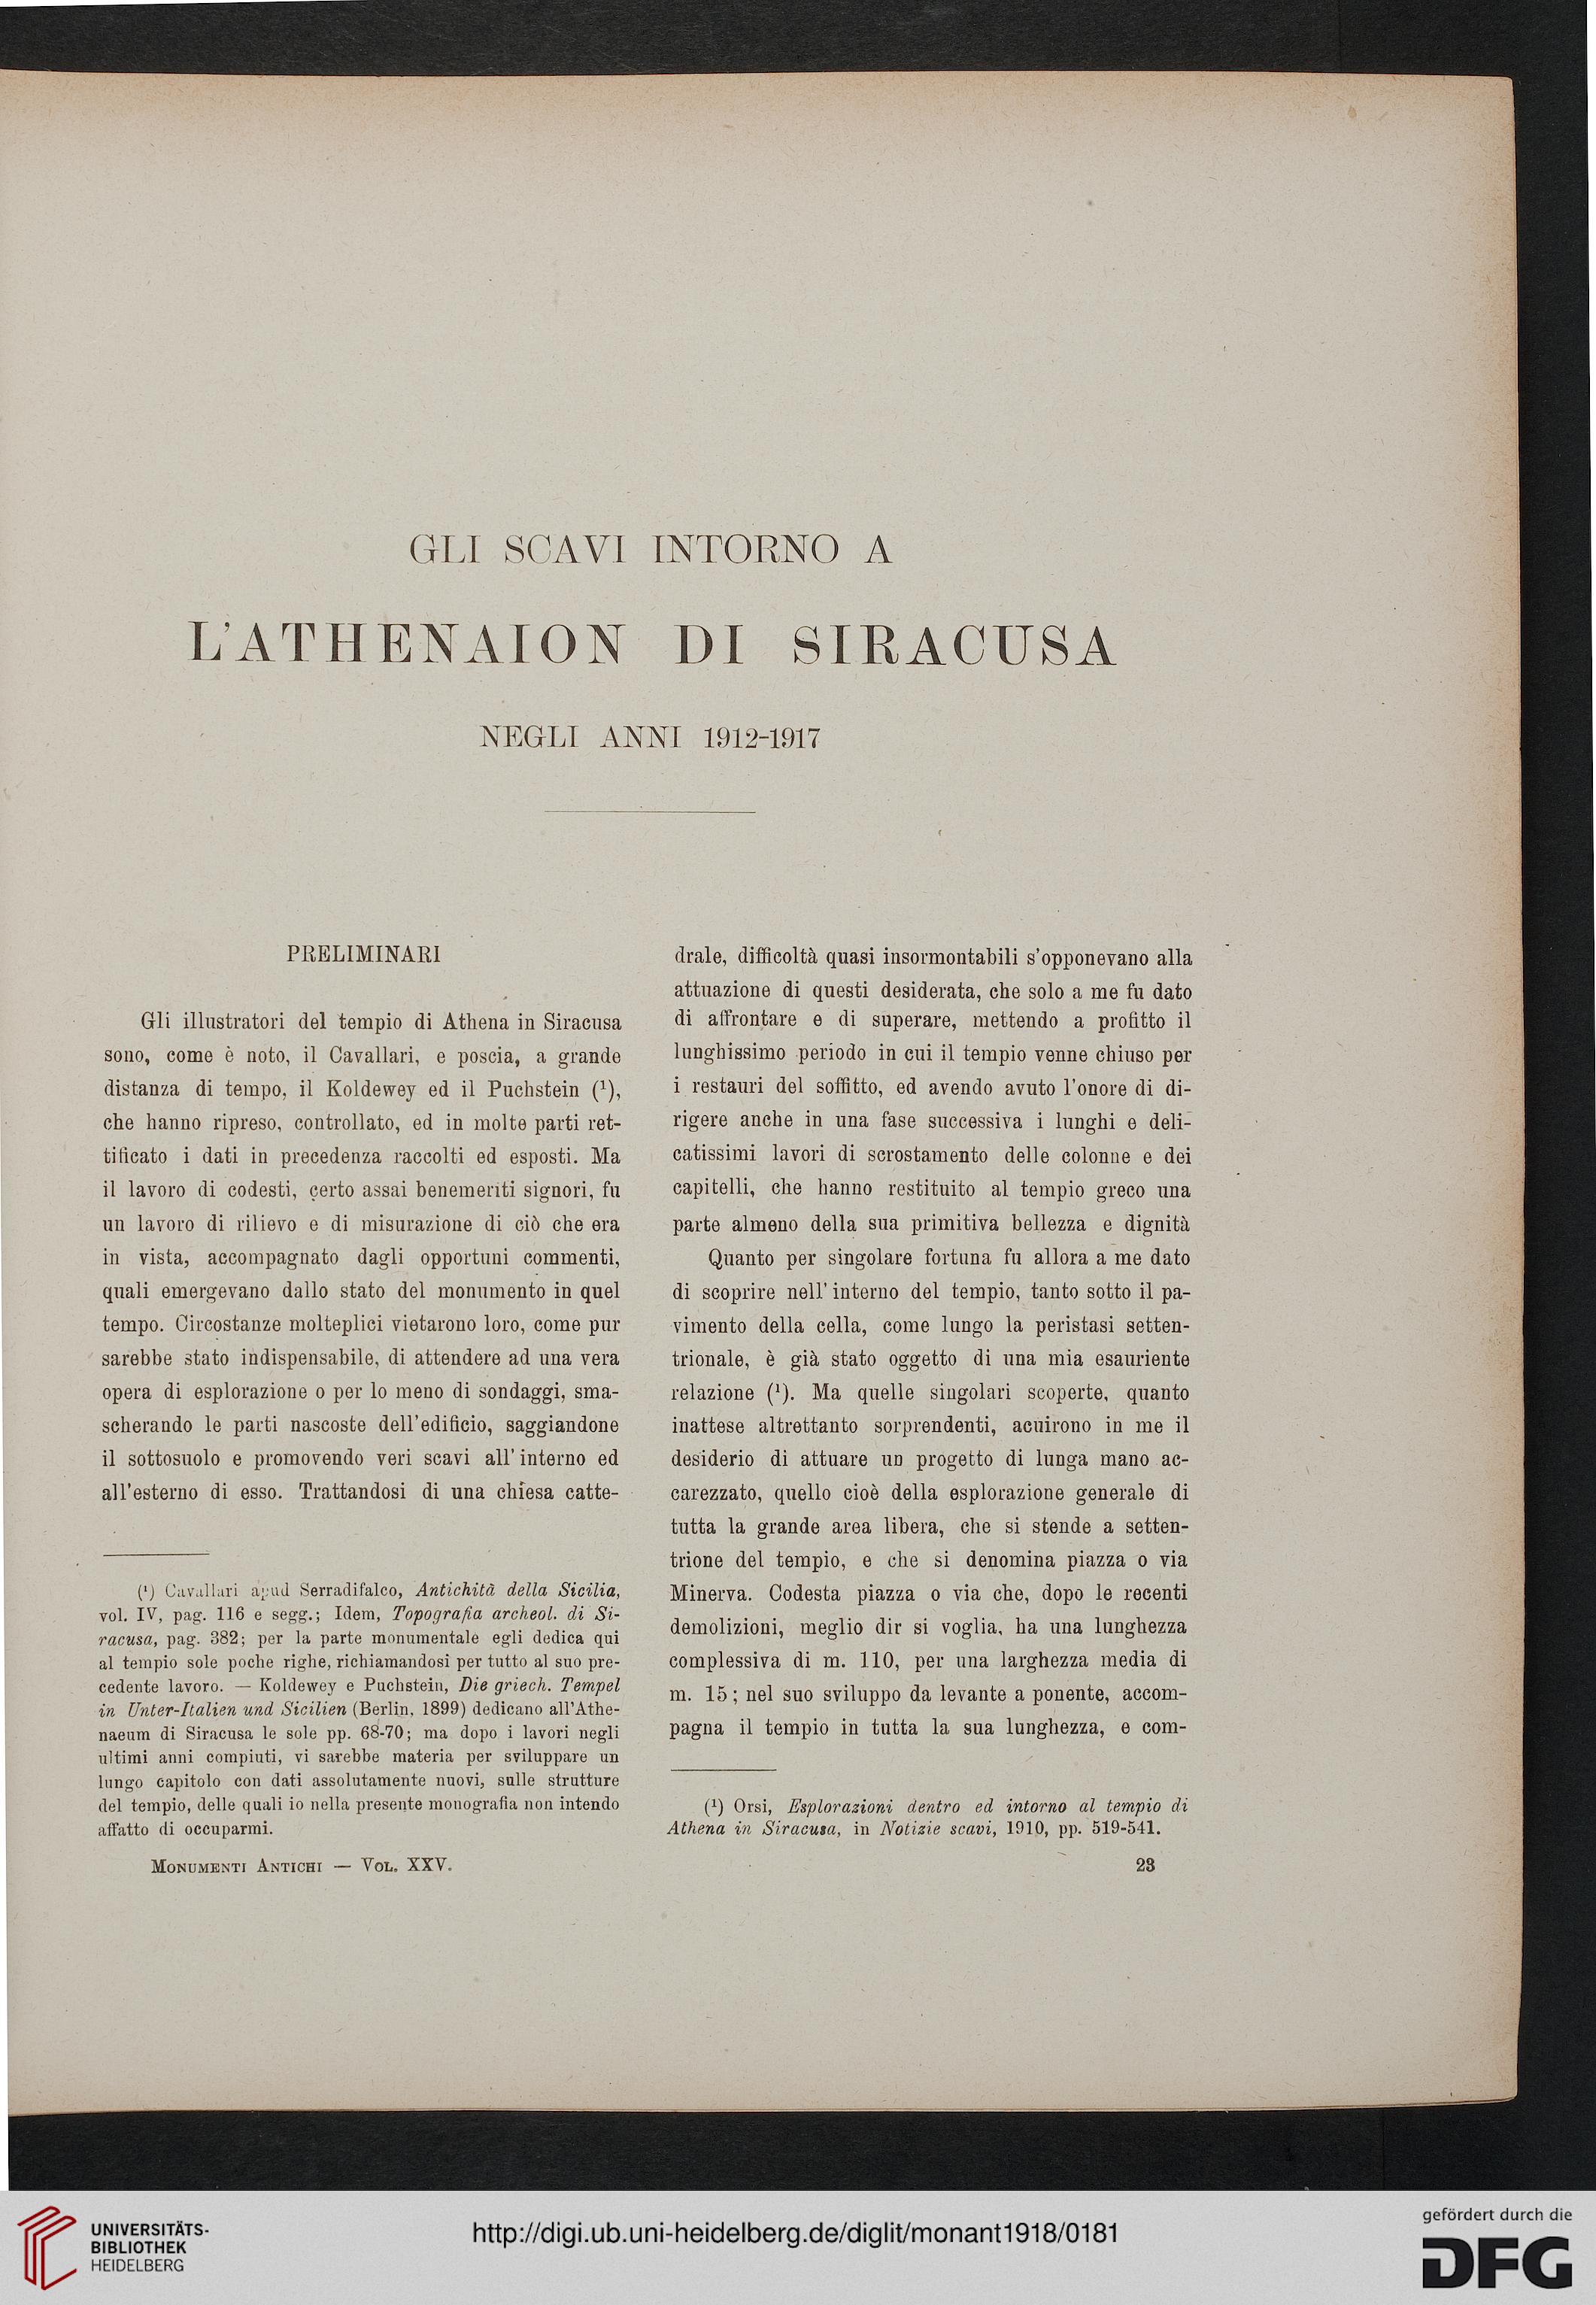 GLI SCAVI INTORNO A
L'ATHENAION DI SIRACUSA
NEGLI ANNI 1912-1917
PRELIMINARI
Gli illustratori del tempio di Athena in Siracusa
sono, come è noto, il Cavallari, e poscia, a grande
distanza di tempo, il Koldewey ed il Puchstein (¹),
che hanno ripreso, controllato, ed in molte parti ret-
tificato i dati in precedenza raccolti ed esposti. Ma
il lavoro di codesti, certo assai benemeriti signori, fu
un lavoro di rilievo e di misurazione di ciò che era
in vista, accompagnato dagli opportuni commenti,
quali emergevano dallo stato del monumento in quel
tempo. Circostanze molteplici vietarono loro, come pur
sarebbe stato indispensabile, di attendere ad una vera
opera di esplorazione o per lo meno di sondaggi, sma-
scherando le parti nascoste dell'edificio, saggiandone
il sottosuolo e promovendo veri scavi all' interno ed
all'esterno di esso. Trattandosi di una chiesa catte-
(¹) Cavallari apud Serradifalco, Antichità della Sicilia,
vol. IV, pag. 116 e segg.; Idem, Topografia archeol. di Si-
racusa, pag. 382; per la parte monumentale egli dedica qui
al tempio sole poche righe, richiamandosi per tutto al suo pre-
cedente lavoro. — Koldewey e Puchstein, Die griech. Tempel
in Unter-Italien und Sicilien (Berlin, 1899) dedicano all'Athe-
naeum di Siracusa le sole pp. 68-70; ma dopo i lavori negli
ultimi anni compiuti, vi sarebbe materia per sviluppare un
lungo capitolo con dati assolutamente nuovi, sulle strutture
del tempio, delle quali io nella presente monografia non intendo
affatto di occuparmi.
MONUMENTI ANTICHI — VOL. XXV.
drale, difficoltà quasi insormontabili s'opponevano alla
attuazione di questi desiderata, che solo a me fu dato
di affrontare e di superare, mettendo a profitto il
lunghissimo periodo in cui il tempio venne chiuso per
i restauri del soffitto, ed avendo avuto l'onore di di-
rigere anche in una fase successiva i lunghi e deli-
catissimi lavori di scrostamento delle colonne e dei
capitelli, che hanno restituito al tempio greco una
parte almeno della sua primitiva bellezza e dignità
Quanto per singolare fortuna fu allora a me dato
di scoprire nell' interno del tempio, tanto sotto il pa-
vimento della cella, come lungo la peristasi setten-
trionale, è già stato oggetto di una mia esauriente
relazione (¹). Ma quelle singolari scoperte, quanto
inattese altrettanto sorprendenti, acuirono in me il
desiderio di attuare un progetto di lunga mano ac-
carezzato, quello cioè della esplorazione generale di
tutta la grande area libera, che si stende a setten-
trione del tempio, e che si denomina piazza o via
Minerva. Codesta piazza o via che, dopo le recenti
demolizioni, meglio dir si voglia, ha una lunghezza
complessiva di m. 110, per una larghezza media di
m. 15; nel suo sviluppo da levante a ponente, accom-
pagna il tempio in tutta la sua lunghezza, e com-
(¹) Orsi, Esplorazioni dentro ed intorno al tempio di
Athena in Siracusa, in Notizie scavi, 1910, pp. 519-541.
23
UNIVERSITÄTS-
BIBLIOTHEK
HEIDELBERG
http://digi.ub.uni-heidelberg.de/diglit/monant1918/0181
gefördert durch die
DFG